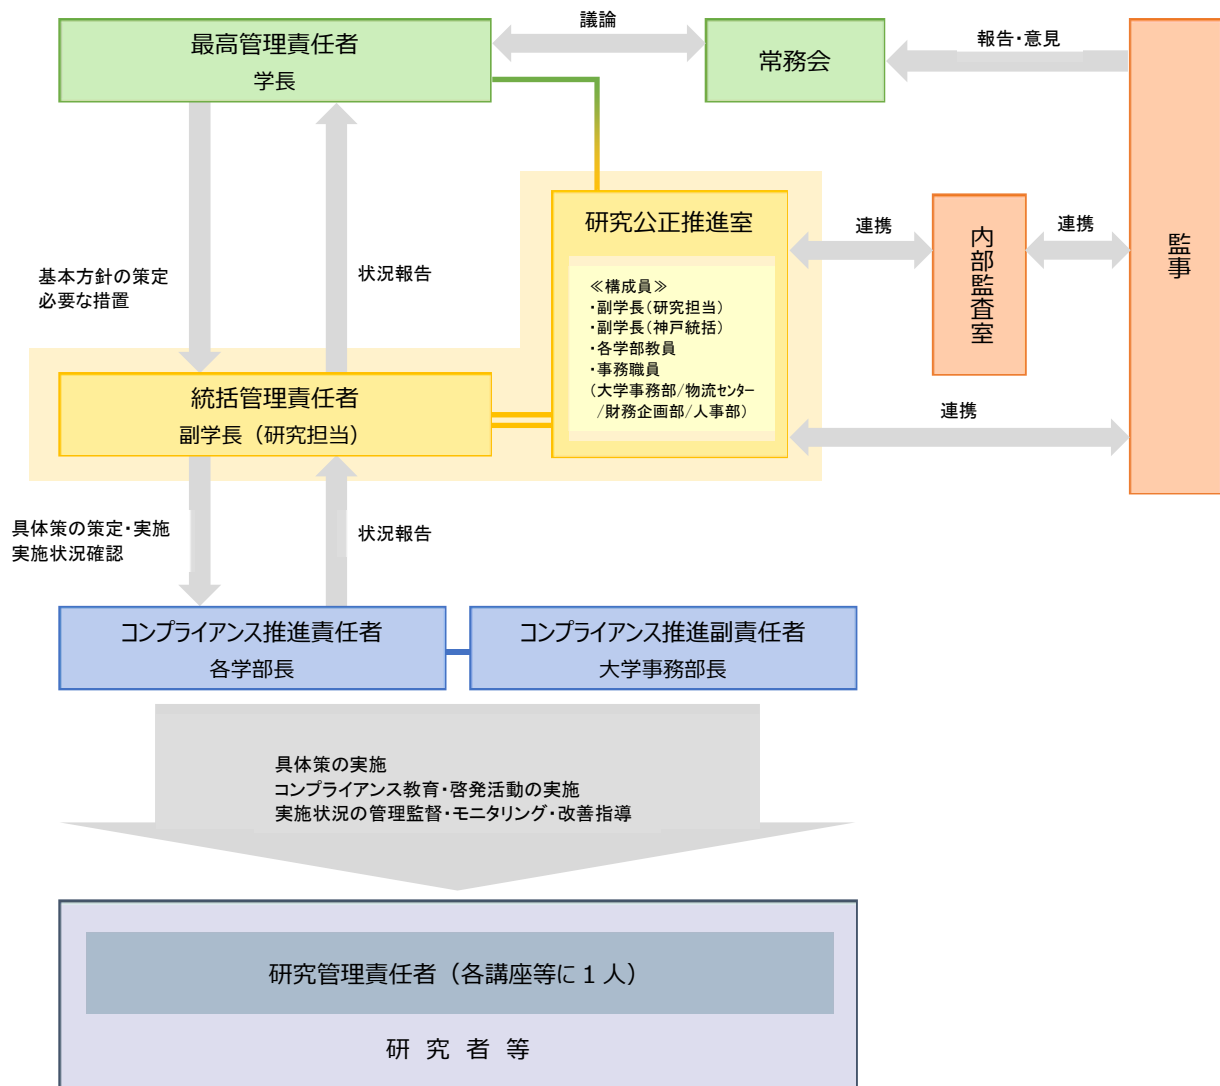 議論
最高管理責任者
学長
常務会
報告・意見
研究公正推進室
≪構成員≫
・副学長（研究担当）
・副学長（神戸統括）
・各学部教員
・事務職員
（大学事務部/物流センター
/財務企画部/人事部）
連携
内部監査室
連携
監事
連携
基本方針の策定
必要な措置
状況報告
統括管理責任者
副学長（研究担当）
具体策の策定・実施
実施状況確認
状況報告
コンプライアンス推進責任者
各学部長
コンプライアンス推進副責任者
大学事務部長
具体策の実施
コンプライアンス教育・啓発活動の実施
実施状況の管理監督・モニタリング・改善指導
研究管理責任者（各講座等に１人）
研 究 者 等